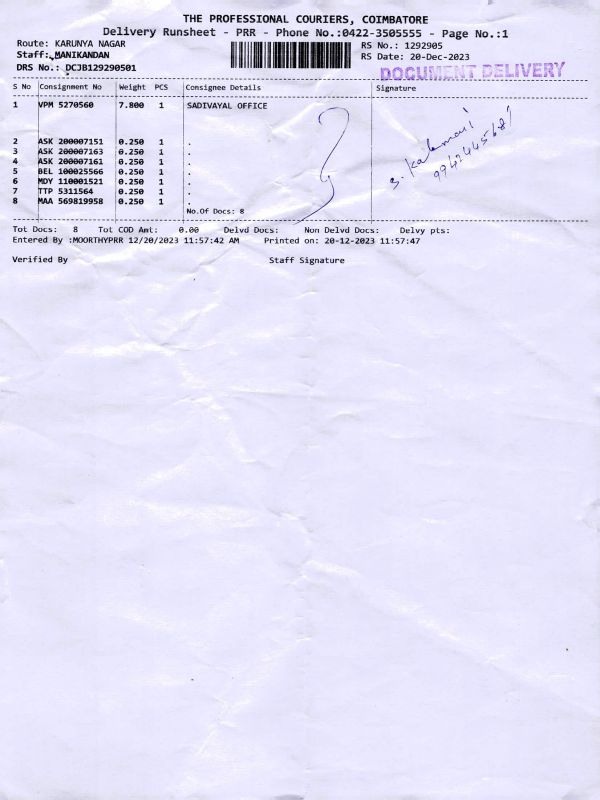 THE PROFESSIONAL COURIERS, COIMBATORE
Delivery Runsheet - PRR - Phone No.:0422-3505555 - Page No.:1
Route: KARUNYA NAGAR RS No.: 1292905
Staff: MANIKANDAN RS Date: 20-Dec-2023
DRS No.: DCJB129290501 DOCUMENT DELIVERY
S No Consignment No Weight PCS Consignee Details Signature
1 VPM 5270560 7.800 1 SADIVAYAL OFFICE
2 ASK 200007151 0.250 1 .
3 ASK 200007163 0.250 1 .
4 ASK 200007161 0.250 1 .
5 BEL 100025566 0.250 1 .
6 MDY 110001521 0.250 1 .
7 TTP 5311564 0.250 1 .
8 MAA 569819958 0.250 1 .
No.Of Docs: 8
Tot Docs: 8 Tot COD Amt: 0.00 Delvd Docs: Non Delvd Docs: Delvy pts:
Entered By :MOORTHYPRR 12/20/2023 11:57:42 AM Printed on: 20-12-2023 11:57:47
Verified By Staff Signature